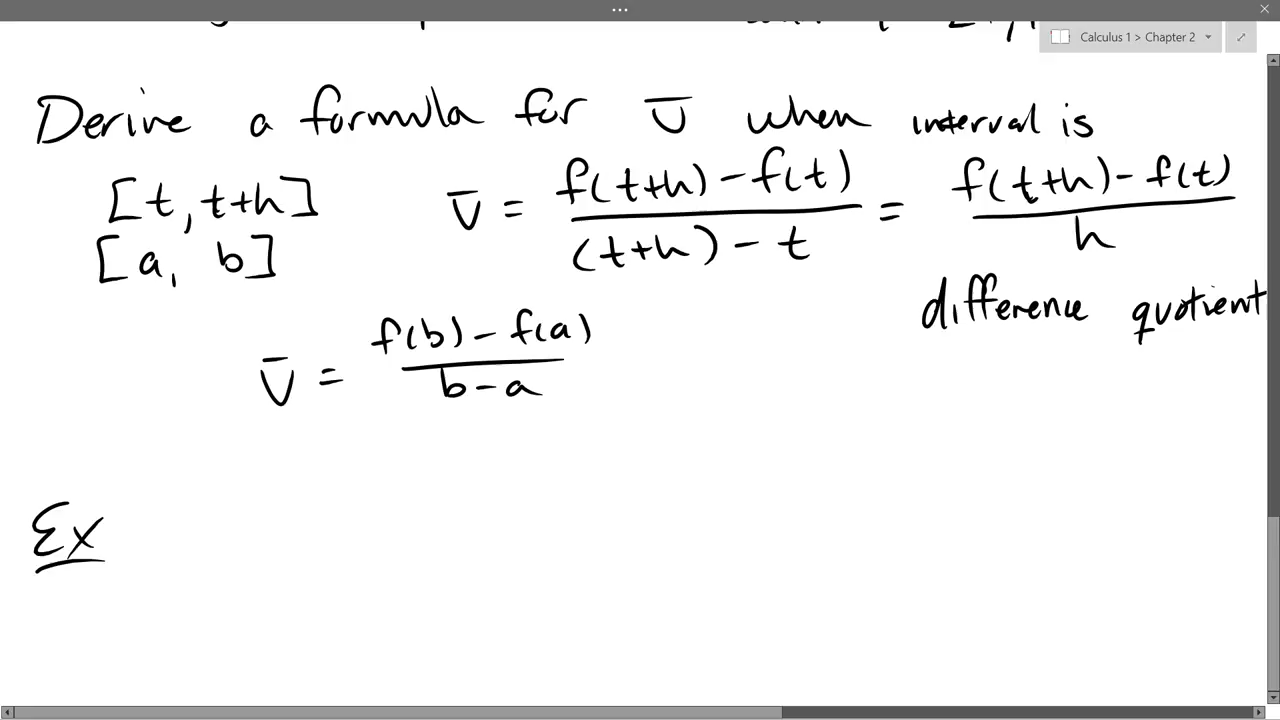 Calculus 1 > Chapter 2
Derive a formula for v̅ when interval is
[t, t+h] v̅ = f(t+h) - f(t) / (t+h) - t = f(t+h) - f(t) / h
[a, b]
difference quotient
v̅ = f(b) - f(a) / b - a
Ex